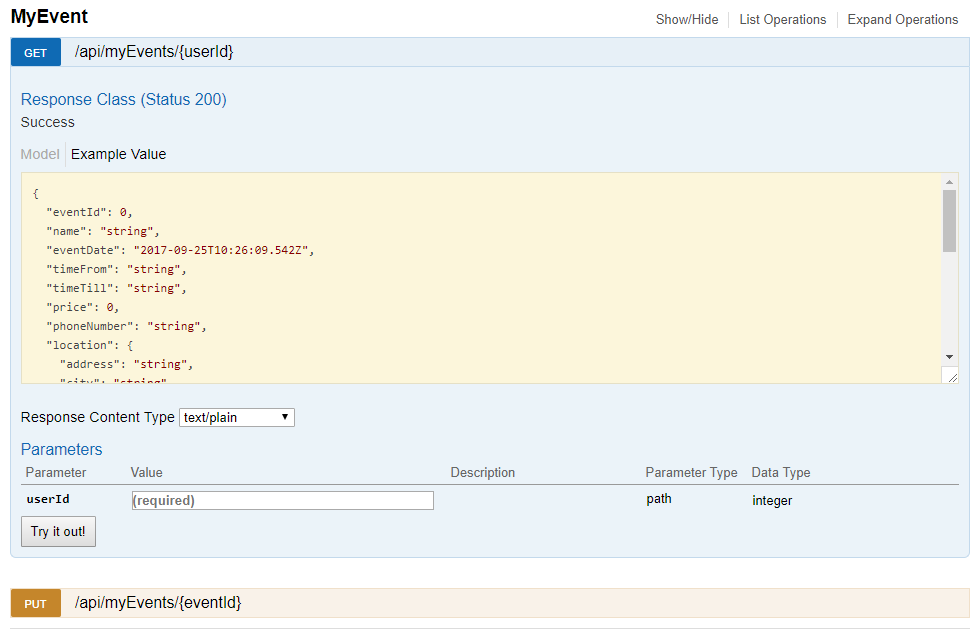 MyEvent
Show/Hide List Operations Expand Operations
GET /api/myEvents/{userId}
Response Class (Status 200)
Success
Model Example Value
{
"eventId": 0,
"name": "string",
"eventDate": "2017-09-25T10:26:09.542Z",
"timeFrom": "string",
"timeTill": "string",
"price": 0,
"phoneNumber": "string",
"location": {
"address": "string",
"city": "string"
Response Content Type text/plain
Parameters
Parameter Value Description Parameter Type Data Type
userId (required) path integer
Try it out!
PUT /api/myEvents/{eventId}